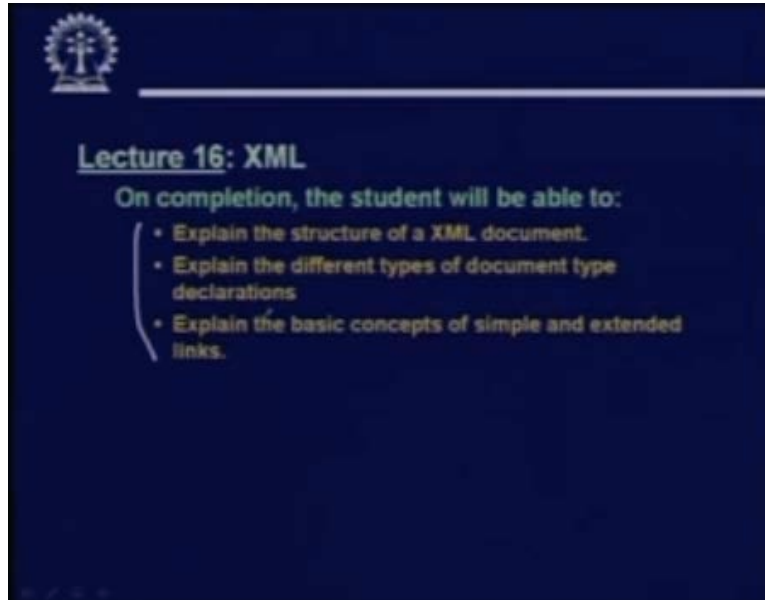 Lecture 16: XML
On completion, the student will be able to:
• Explain the structure of a XML document.
• Explain the different types of document type
declarations
• Explain the basic concepts of simple and extended
links.